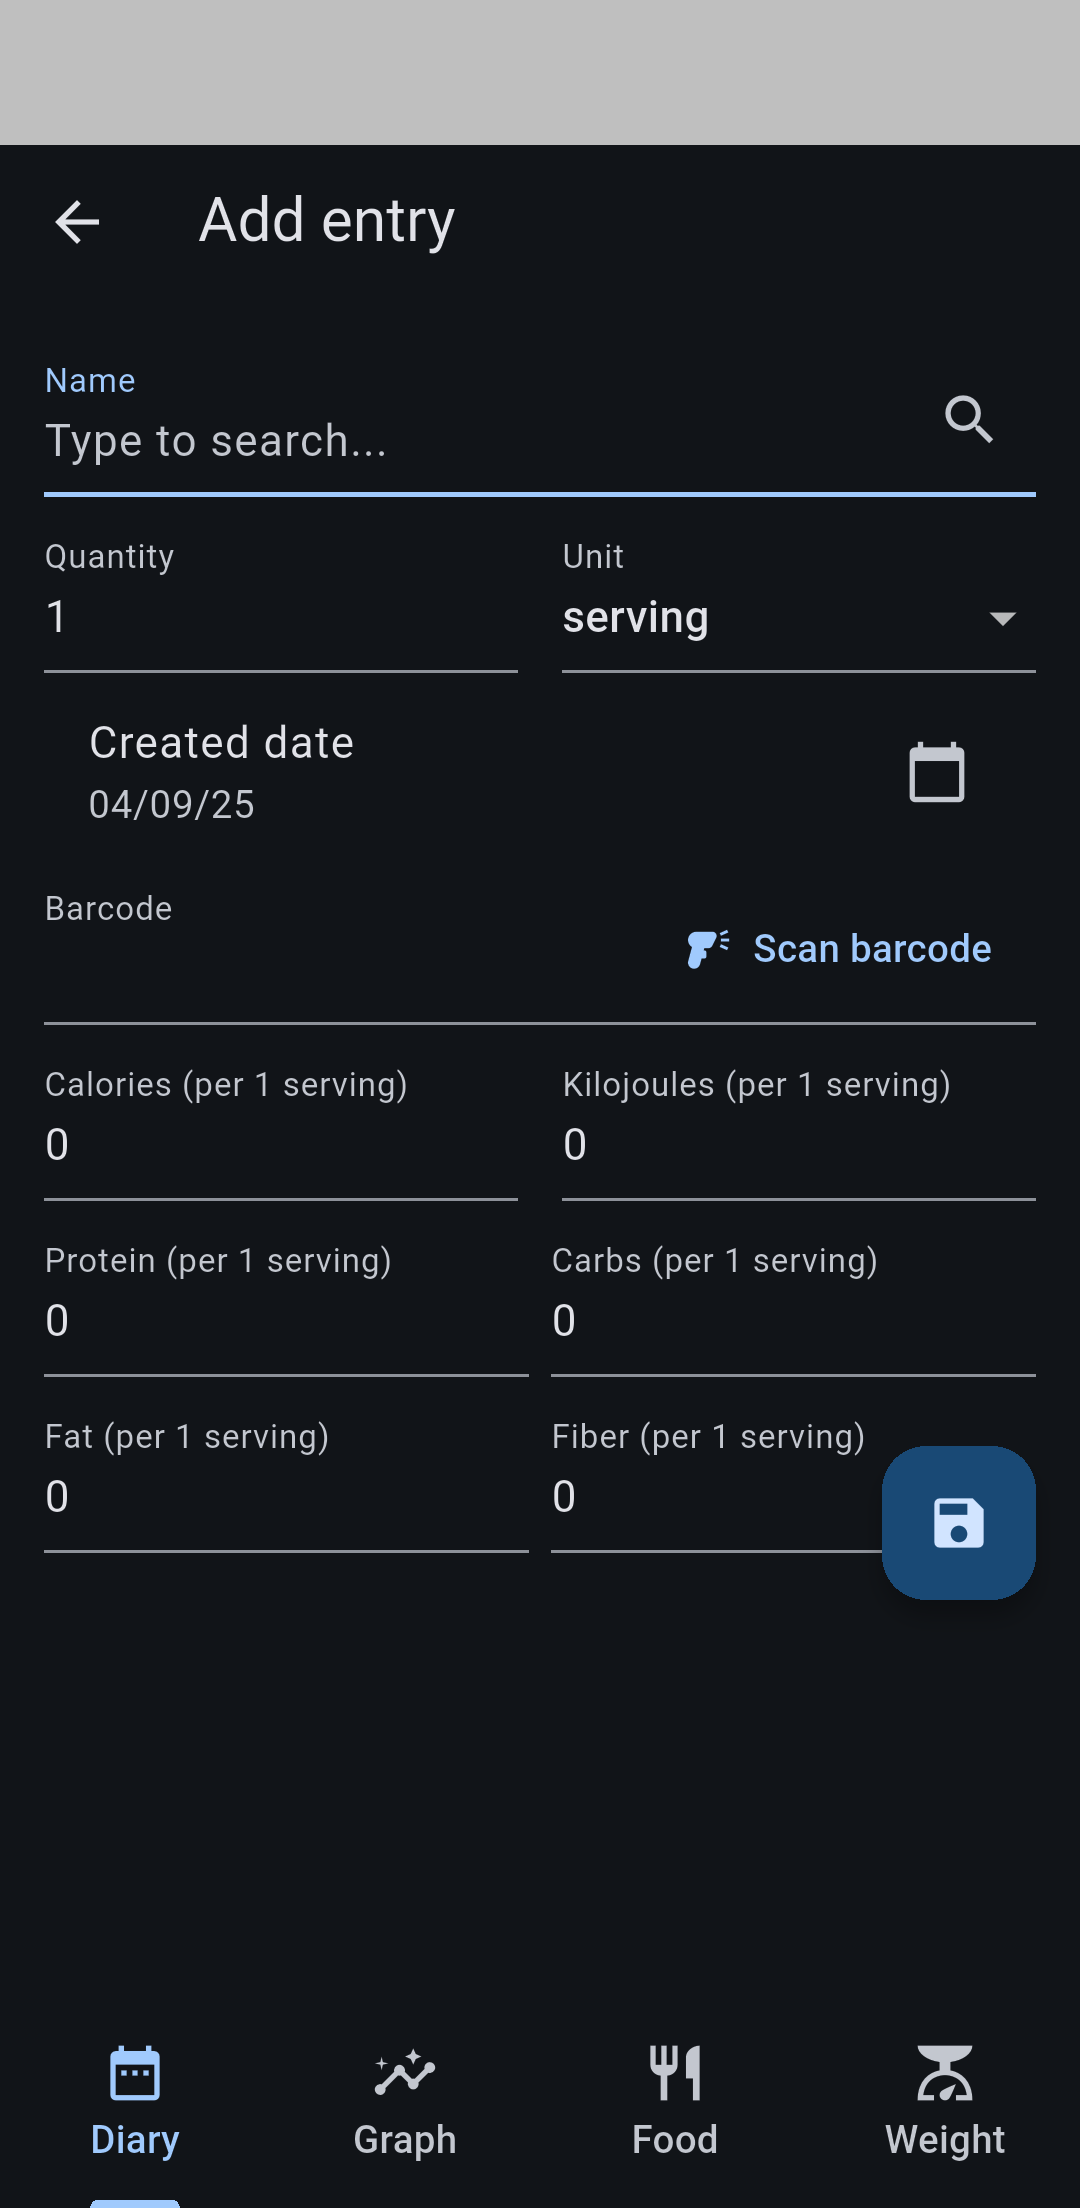 Add entry
Name
Type to search...
Quantity
1
Unit
serving
Created date
04/09/25
Barcode
Scan barcode
Calories (per 1 serving)
0
Kilojoules (per 1 serving)
0
Protein (per 1 serving)
0
Carbs (per 1 serving)
0
Fat (per 1 serving)
0
Fiber (per 1 serving)
0
Diary
Graph
Food
Weight